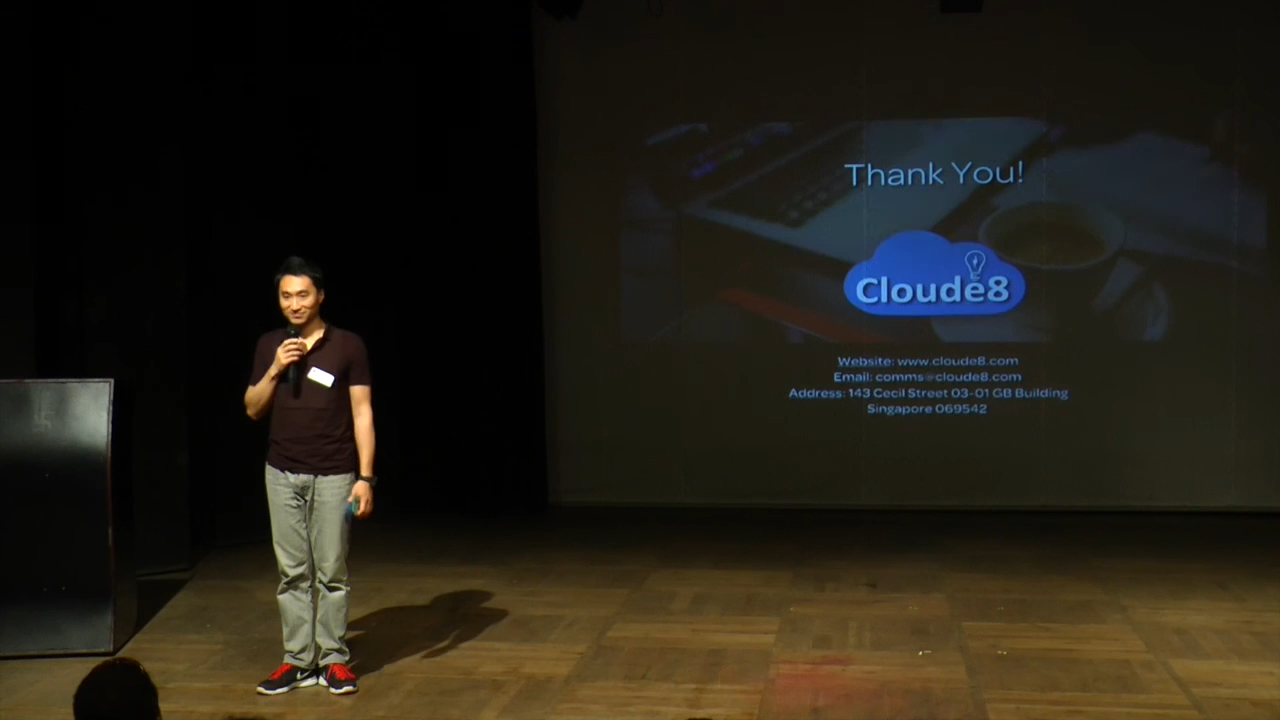 Thank You!
Cloude8
Website: www.cloude8.com
Email: comms@cloude8.com
Address: 143 Cecil Street 03-01 GB Building
Singapore 069542